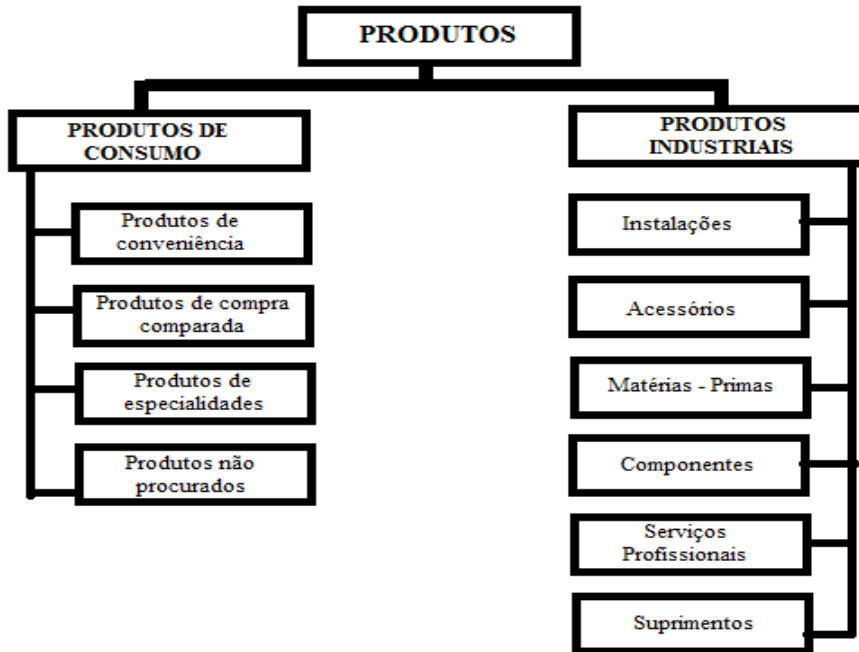 PRODUTOS
PRODUTOS DE
CONSUMO
Produtos de
conveniência
Produtos de compra
comparada
Produtos de
especialidades
Produtos não
procurados
PRODUTOS
INDUSTRIAIS
Instalações
Acessórios
Matérias - Primas
Componentes
Serviços
Profissionais
Suprimentos